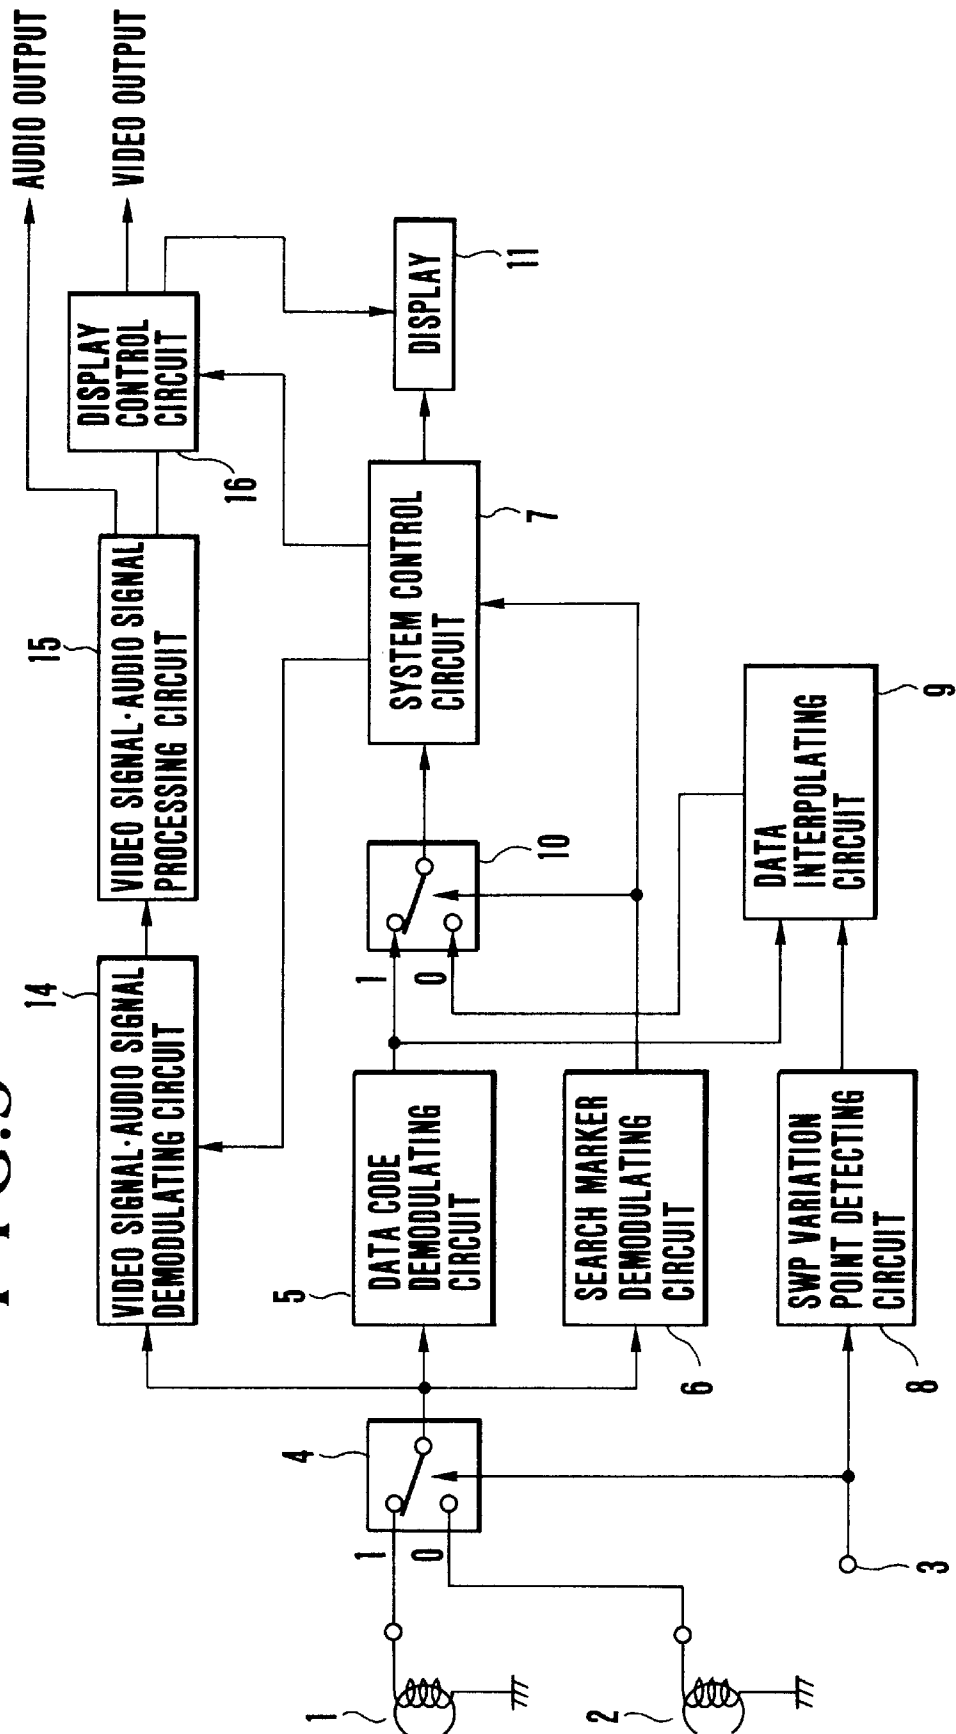 AUDIO OUTPUT
VIDEO OUTPUT
14
VIDEO SIGNAL·AUDIO SIGNAL
DEMODULATING CIRCUIT
15
VIDEO SIGNAL·AUDIO SIGNAL
PROCESSING CIRCUIT
DISPLAY
CONTROL
CIRCUIT
16
1
1
0
4
5
DATA CODE
DEMODULATING
CIRCUIT
1
0
10
SYSTEM CONTROL
CIRCUIT
7
DISPLAY
11
2
SEARCH MARKER
DEMODULATING
CIRCUIT
6
3
SWP VARIATION
POINT DETECTING
CIRCUIT
8
DATA
INTERPOLATING
CIRCUIT
9